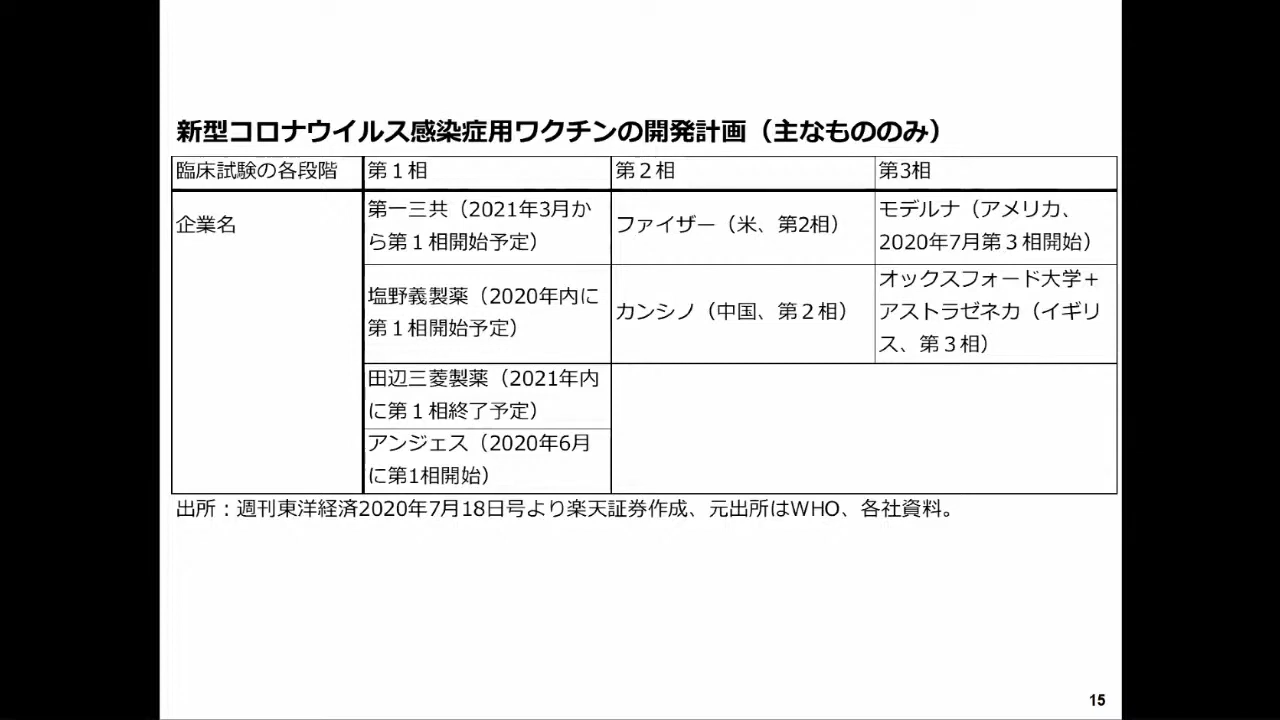 新型コロナウイルス感染症用ワクチンの開発計画（主なもののみ）
臨床試験の各段階
第１相
第２相
第3相
企業名
第一三共（2021年3月か
ら第１相開始予定）
ファイザー（米、第2相）
モデルナ（アメリカ、
2020年7月第３相開始）
塩野義製薬（2020年内に
第１相開始予定）
カンシノ（中国、第２相）
オックスフォード大学＋
アストラゼネカ（イギリ
ス、第３相）
田辺三菱製薬（2021年内
に第１相終了予定）
アンジェス（2020年6月
に第1相開始）
出所：週刊東洋経済2020年7月18日号より楽天証券作成、元出所はWHO、各社資料。
15